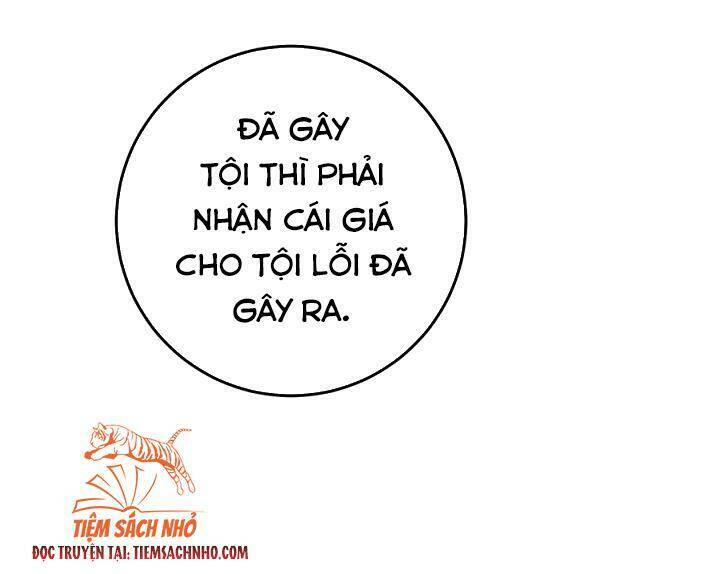 ĐÃ GÂY
TỘI THÌ PHẢI
NHẬN CÁI GIÁ
CHO TỘI LỖI ĐÃ
GÂY RA.
TIỆM SÁCH NHỎ
ĐỌC TRUYỆN TẠI: TIEMSACHNHO.COM